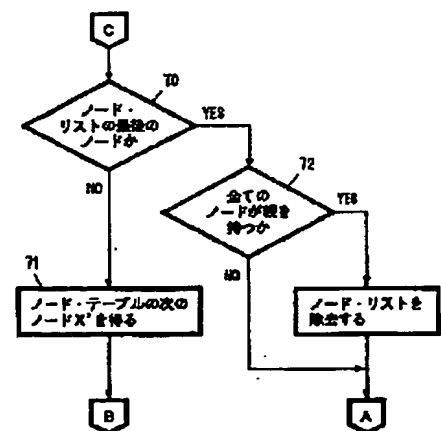 C
70
ノード・
リストの最後の
ノードか
YES
NO
72
全ての
ノードが親を
持つか
YES
NO
71
ノード・テーブルの次の
ノードX'を得る
ノード・リストを
除去する
B
A